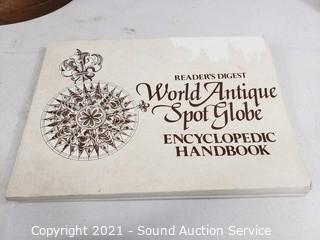 READER'S DIGEST
World Antique
Spot Globe
ENCYCLOPEDIC
HANDBOOK
Copyright 2021 - Sound Auction Service